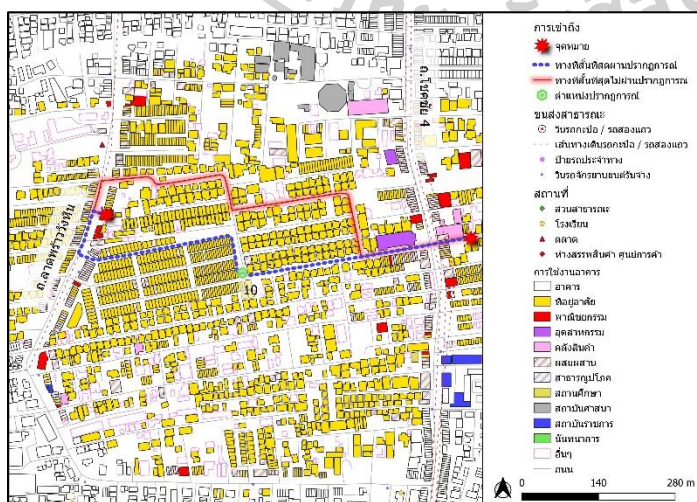 ถ.ลาดพร้าววังหิน
ถ.โชคชัย 4
10
การเข้าถึง
จุดหมาย
ทางที่สั้นที่สุดผ่านปรากฏการณ์
ทางที่สั้นที่สุดไม่ผ่านปรากฏการณ์
ตำแหน่งปรากฏการณ์
ขนส่งสาธารณะ
วินรถกะป๊อ / รถสองแถว
เส้นทางเดินรถกะป๊อ / รถสองแถว
ป้ายรถประจำทาง
วินรถจักรยานยนต์รับจ้าง
สถานที่
สวนสาธารณะ
โรงเรียน
ตลาด
ห้างสรรพสินค้า ศูนย์การค้า
การใช้งานอาคาร
อาคาร
ที่อยู่อาศัย
พาณิชยกรรม
อุตสาหกรรม
คลังสินค้า
ผสมผสาน
สาธารณูปโภค
สถานศึกษา
สถาบันศาสนา
สถาบันราชการ
นันทนาการ
อื่นๆ
ถนน
0 140 280 m